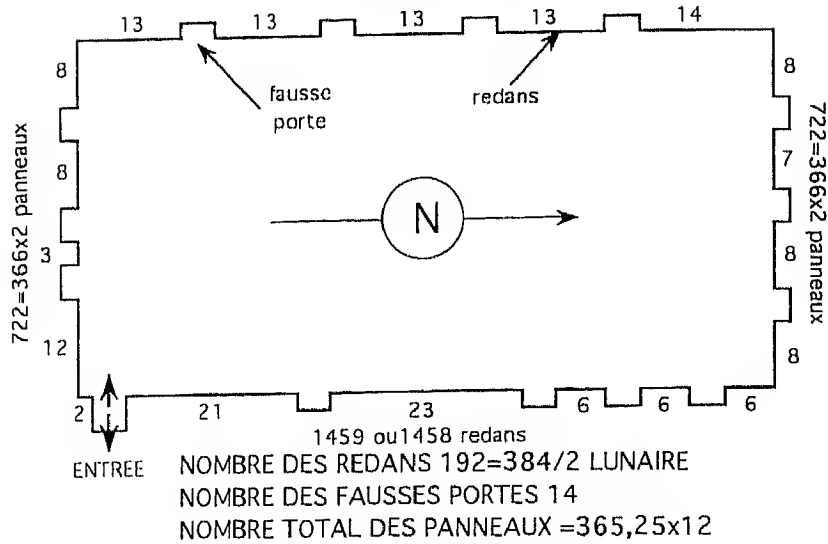 13 13 13 13 14
8
8
fausse
porte
redans
722=366x2 panneaux
8
7
722=366x2 panneaux
N
3
8
12
8
2
21
23
6
6
6
1459 ou1458 redans
ENTREE
NOMBRE DES REDANS 192=384/2 LUNAIRE
NOMBRE DES FAUSSES PORTES 14
NOMBRE TOTAL DES PANNEAUX =365,25x12